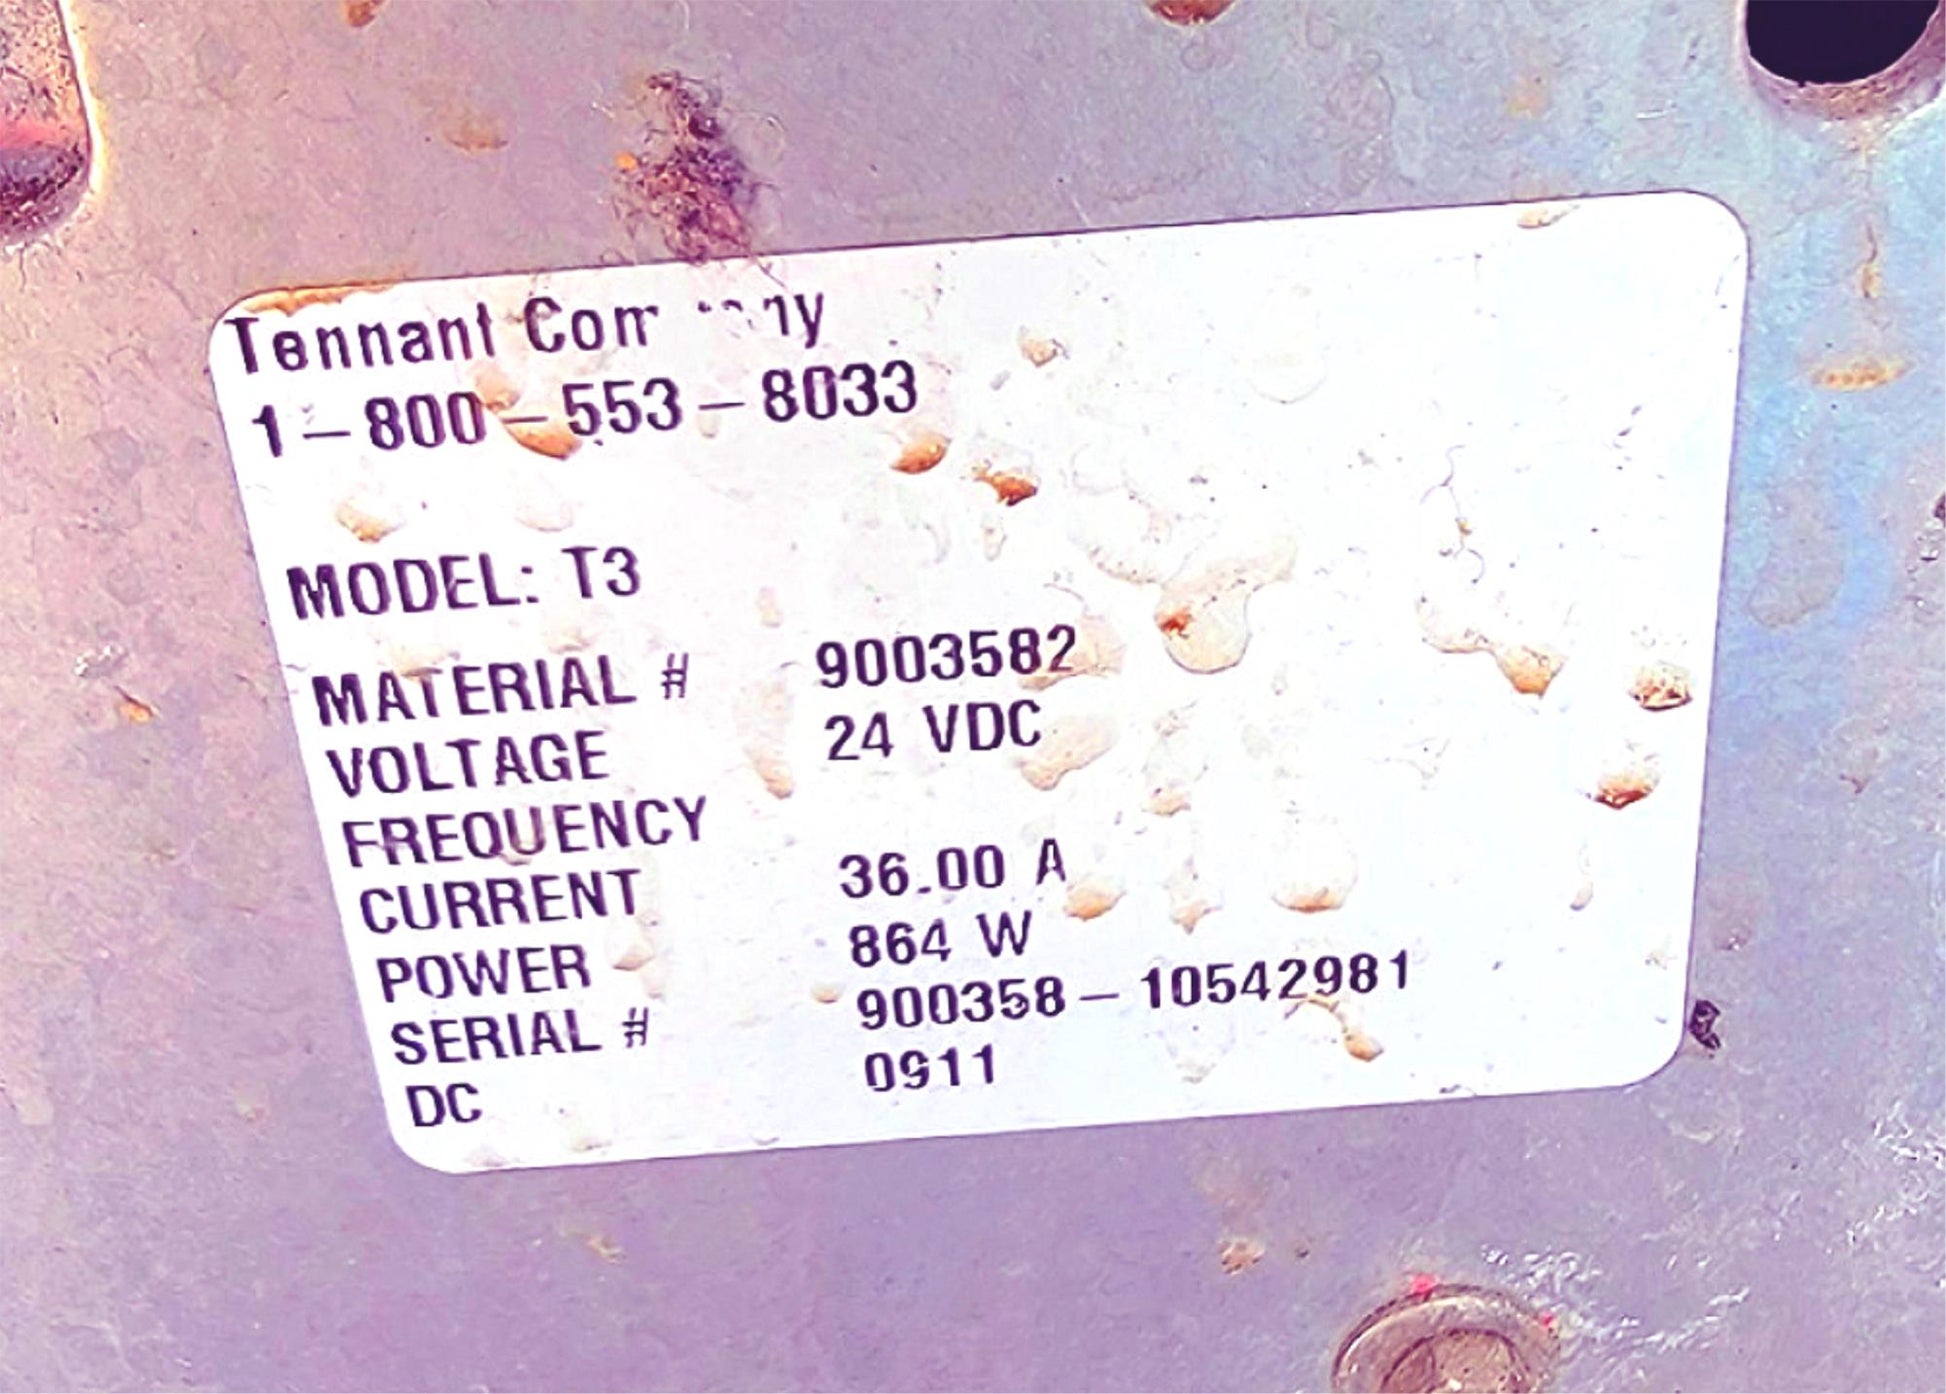 Tennant Company
1-800-553-8033
MODEL: T3
MATERIAL # 9003582
VOLTAGE 24 VDC
FREQUENCY
CURRENT 36.00 A
POWER 864 W
SERIAL # 900358-10542981
DC 0911